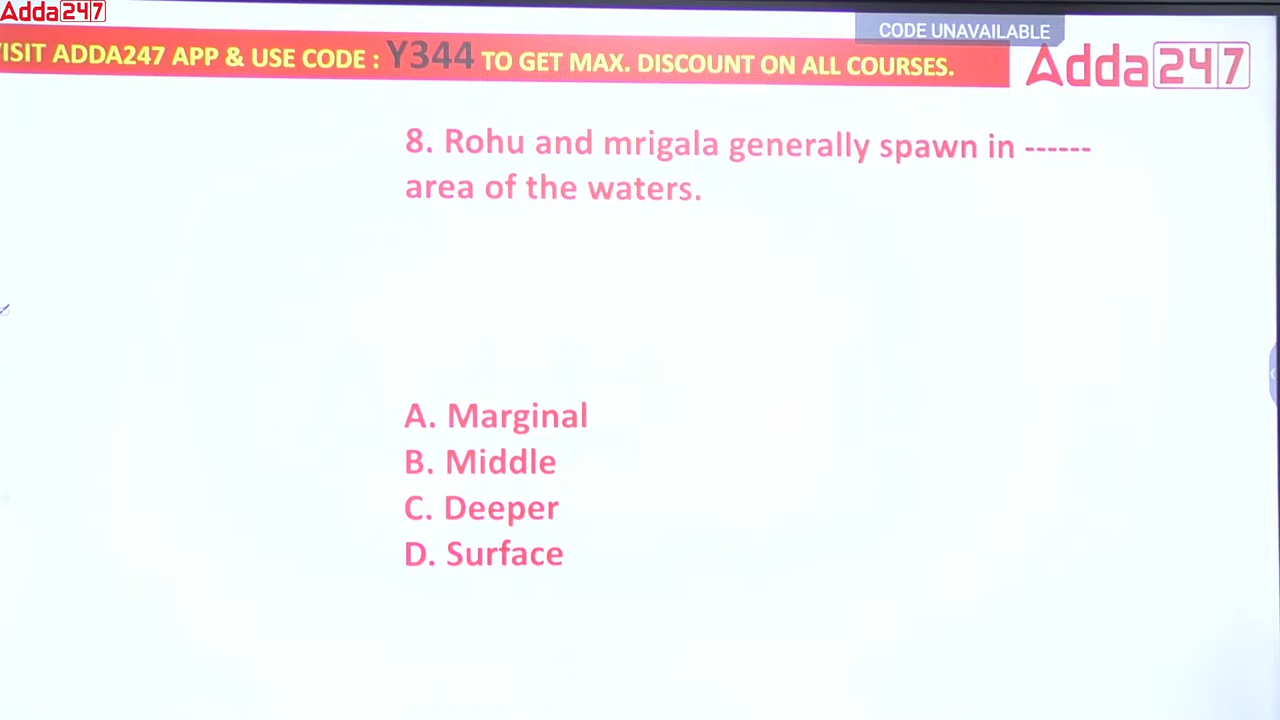 Adda247
CODE UNAVAILABLE
VISIT ADDA247 APP & USE CODE : Y344 TO GET MAX. DISCOUNT ON ALL COURSES.
Adda247
8. Rohu and mrigala generally spawn in ------
area of the waters.
A. Marginal
B. Middle
C. Deeper
D. Surface